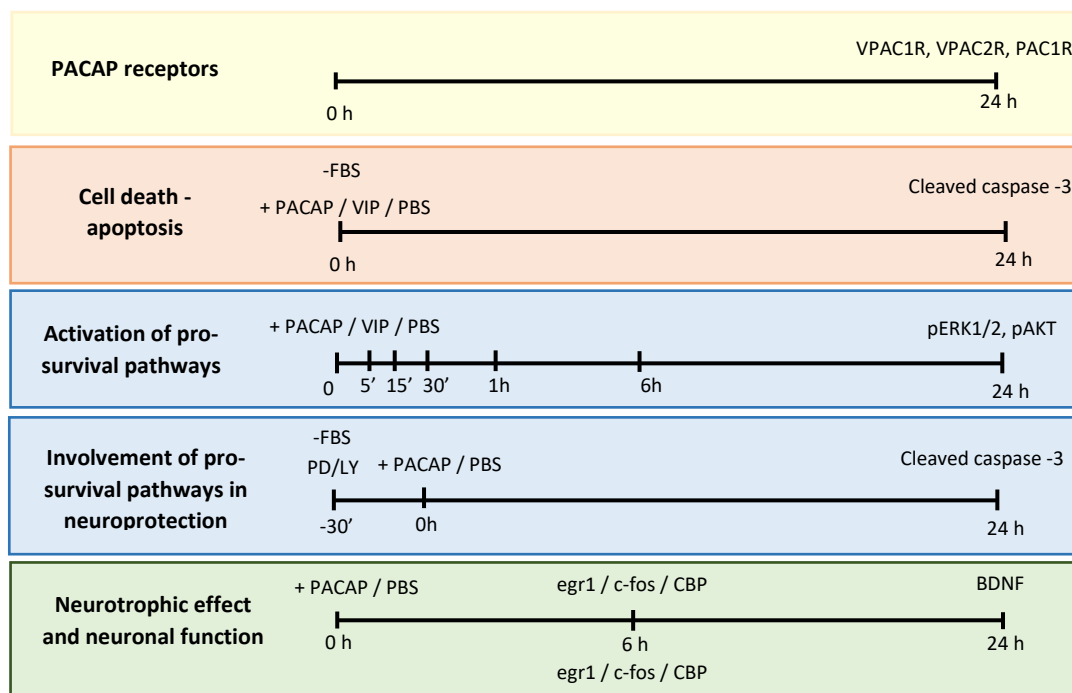 PACAP receptors
VPAC1R, VPAC2R, PAC1R
0 h
24 h
Cell death -
apoptosis
-FBS
+ PACAP / VIP / PBS
Cleaved caspase -3
0 h
24 h
Activation of pro-
survival pathways
+ PACAP / VIP / PBS
pERK1/2, pAKT
0
5’
15’
30’
1h
6h
24 h
Involvement of pro-
survival pathways in
neuroprotection
-FBS
PD/LY
+ PACAP / PBS
Cleaved caspase -3
-30’
0h
24 h
Neurotrophic effect
and neuronal function
+ PACAP / PBS
egr1 / c-fos / CBP
BDNF
0 h
6 h
24 h
egr1 / c-fos / CBP